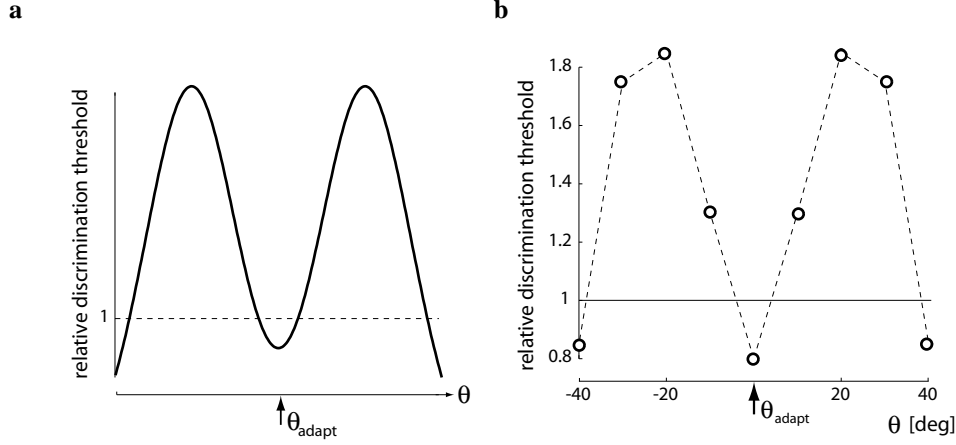 a
relative discrimination threshold
1
θ
θadapt
b
relative discrimination threshold
1.8
1.6
1.4
1.2
1
0.8
-40
-20
0
20
40
θadapt
θ [deg]